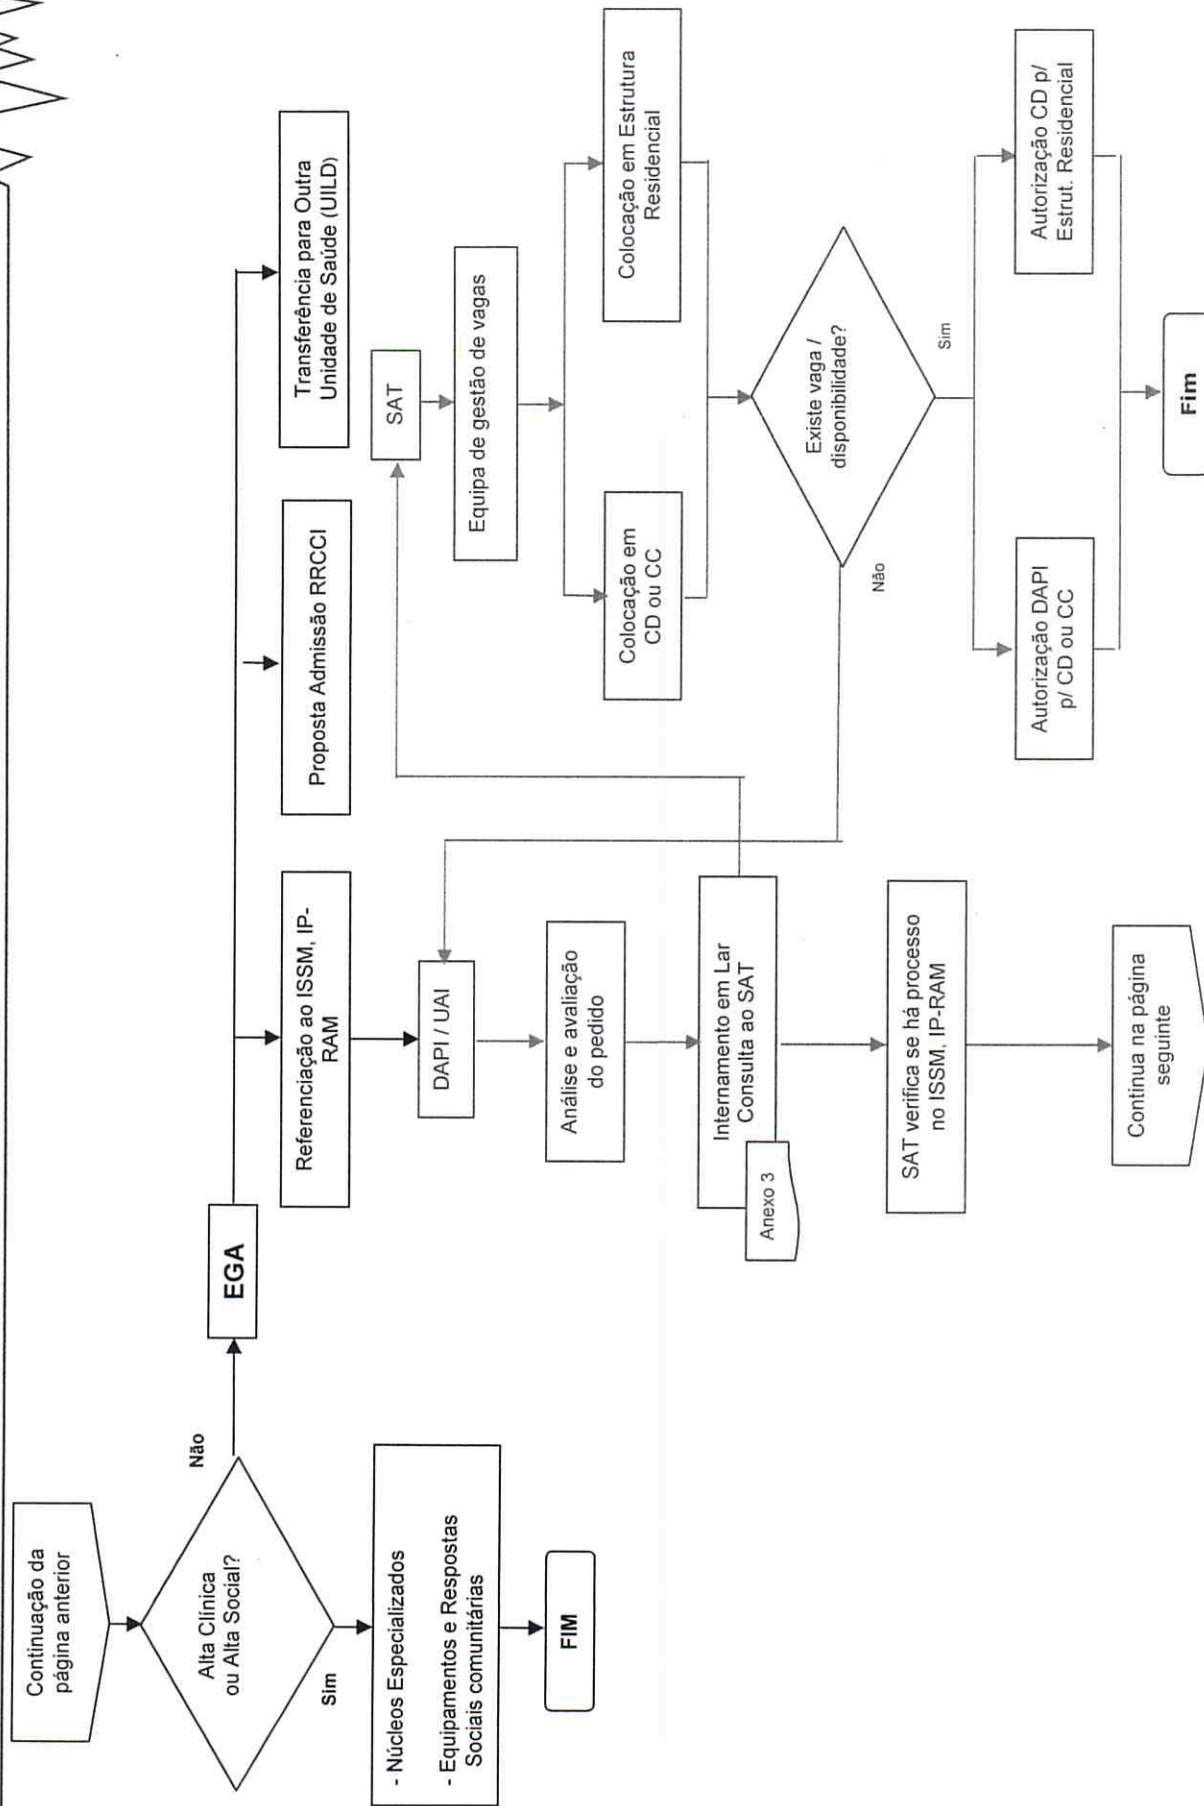 Continuação da
página anterior
Alta Clínica
ou Alta Social?
Não
Sim
- Núcleos Especializados
- Equipamentos e Respostas
Sociais comunitárias
FIM
EGA
Referenciação ao ISSM, IP-
RAM
Proposta Admissão RRCCI
Transferência para Outra
Unidade de Saúde (UILD)
DAPI / UAI
Análise e avaliação
do pedido
Internamento em Lar
Consulta ao SAT
Anexo 3
SAT verifica se há processo
no ISSM, IP-RAM
Continua na página
seguinte
SAT
Equipa de gestão de vagas
Colocação em
CD ou CC
Colocação em Estrutura
Residencial
Existe vaga /
disponibilidade?
Não
Sim
Autorização DAPI
p/ CD ou CC
Autorização CD p/
Estrut. Residencial
Fim